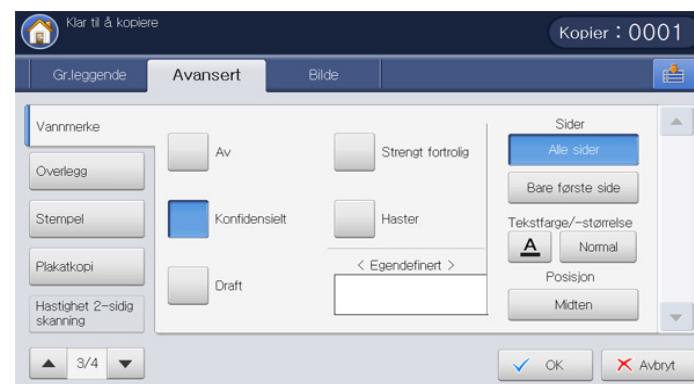 Klar til å kopiere
Kopier : 0001
Gr.leggende
Avansert
Bilde
Vannmerke
Overlegg
Stempel
Plakatkopi
Hastighet 2-sidig
skanning
3/4
Av
Konfidensielt
Draft
Strengt fortrolig
Haster
< Egendefinert >
Sider
Alle sider
Bare første side
Tekstfarge/-størrelse
A Normal
Posisjon
Midten
OK
Avbryt